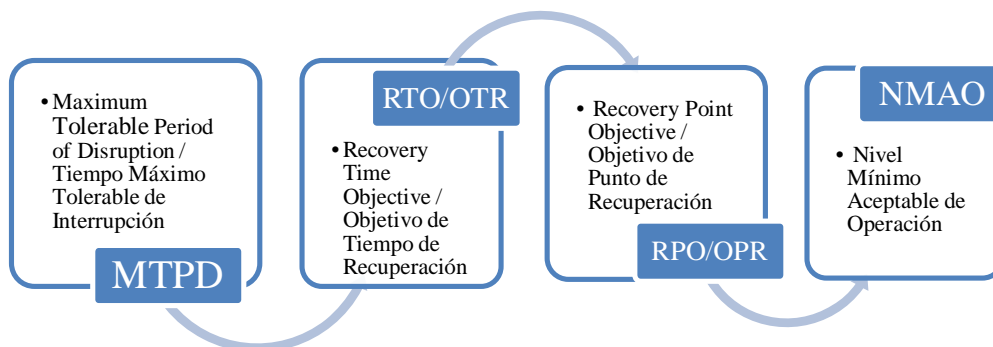 • Maximum
Tolerable Period
of Disruption /
Tiempo Máximo
Tolerable de
Interrupción
MTPD
RTO/OTR
• Recovery
Time
Objective /
Objetivo de
Tiempo de
Recuperación
• Recovery Point
Objective /
Objetivo de
Punto de
Recuperación
RPO/OPR
NMAO
• Nivel
Mínimo
Aceptable de
Operación